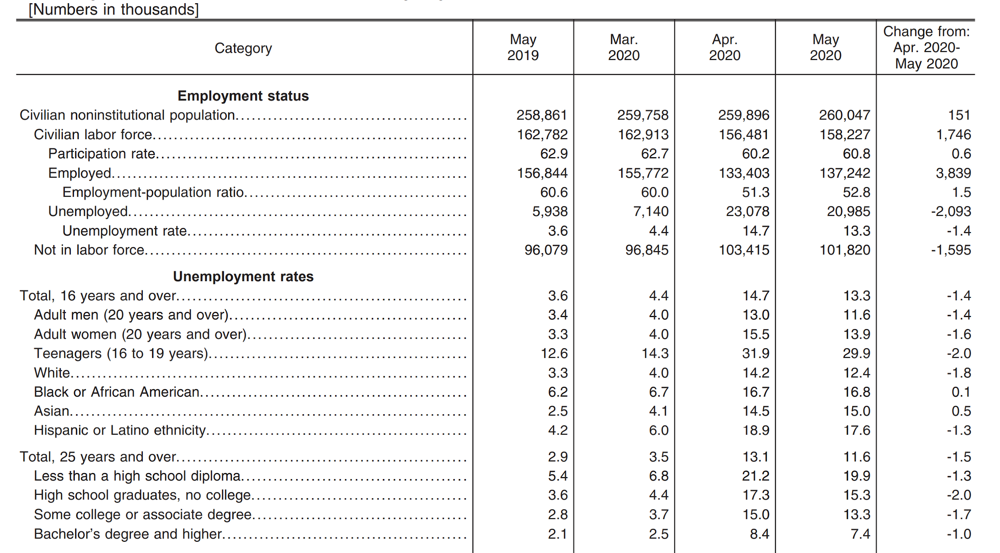 [Numbers in thousands]
Category May 2019 Mar. 2020 Apr. 2020 May 2020 Change from: Apr. 2020- May 2020
Employment status
Civilian noninstitutional population 258,861 259,758 259,896 260,047 151
Civilian labor force 162,782 162,913 156,481 158,227 1,746
Participation rate 62.9 62.7 60.2 60.8 0.6
Employed 156,844 155,772 133,403 137,242 3,839
Employment-population ratio 60.6 60.0 51.3 52.8 1.5
Unemployed 5,938 7,140 23,078 20,985 -2,093
Unemployment rate 3.6 4.4 14.7 13.3 -1.4
Not in labor force 96,079 96,845 103,415 101,820 -1,595
Unemployment rates
Total, 16 years and over 3.6 4.4 14.7 13.3 -1.4
Adult men (20 years and over) 3.4 4.0 13.0 11.6 -1.4
Adult women (20 years and over) 3.3 4.0 15.5 13.9 -1.6
Teenagers (16 to 19 years) 12.6 14.3 31.9 29.9 -2.0
White 3.3 4.0 14.2 12.4 -1.8
Black or African American 6.2 6.7 16.7 16.8 0.1
Asian 2.5 4.1 14.5 15.0 0.5
Hispanic or Latino ethnicity 4.2 6.0 18.9 17.6 -1.3
Total, 25 years and over 2.9 3.5 13.1 11.6 -1.5
Less than a high school diploma 5.4 6.8 21.2 19.9 -1.3
High school graduates, no college 3.6 4.4 17.3 15.3 -2.0
Some college or associate degree 2.8 3.7 15.0 13.3 -1.7
Bachelor’s degree and higher 2.1 2.5 8.4 7.4 -1.0